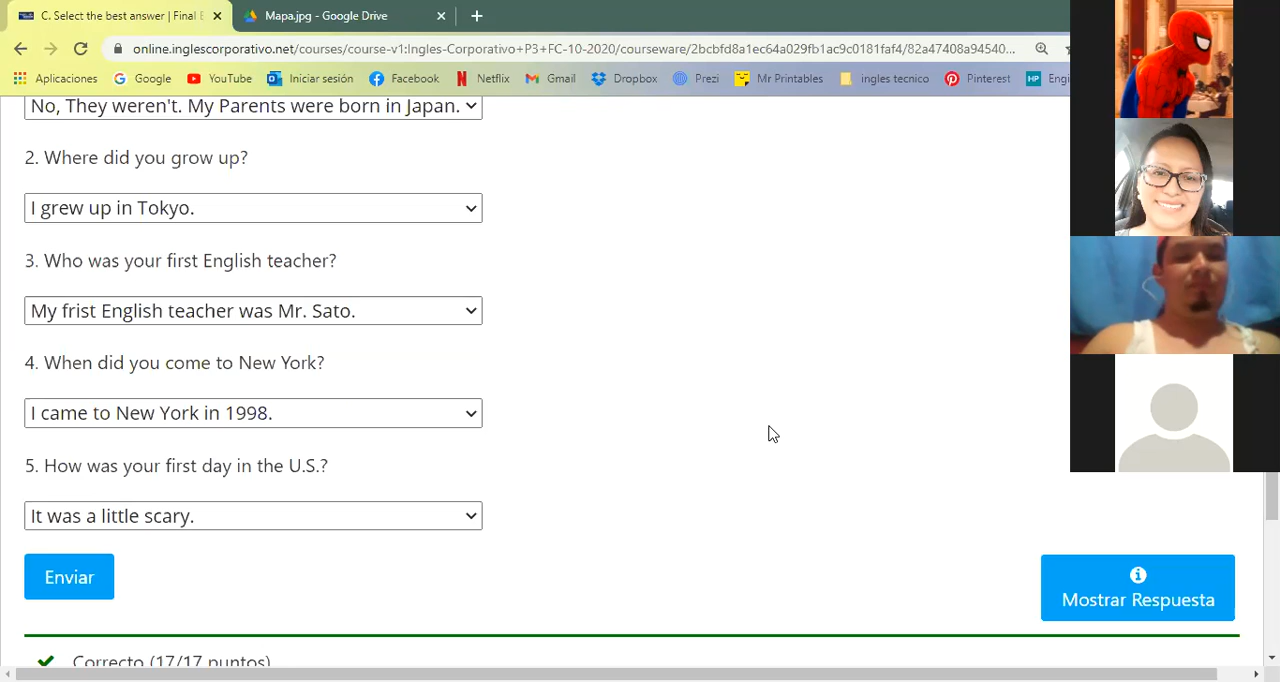 C. Select the best answer | Final E
Mapa.jpg - Google Drive
online.inglescorporativo.net/courses/course-v1:Ingles-Corporativo+P3+FC-10-2020/courseware/2bcbfd8a1ec64a029fb1ac9c0181faf4/82a47408a94540...
Aplicaciones Google YouTube Iniciar sesión Facebook Netflix Gmail Dropbox Prezi Mr Printables ingles tecnico Pinterest HP Engi
No, They weren't. My Parents were born in Japan.
2. Where did you grow up?
I grew up in Tokyo.
3. Who was your first English teacher?
My frist English teacher was Mr. Sato.
4. When did you come to New York?
I came to New York in 1998.
5. How was your first day in the U.S.?
It was a little scary.
Enviar
Mostrar Respuesta
Correcto (17/17 puntos)